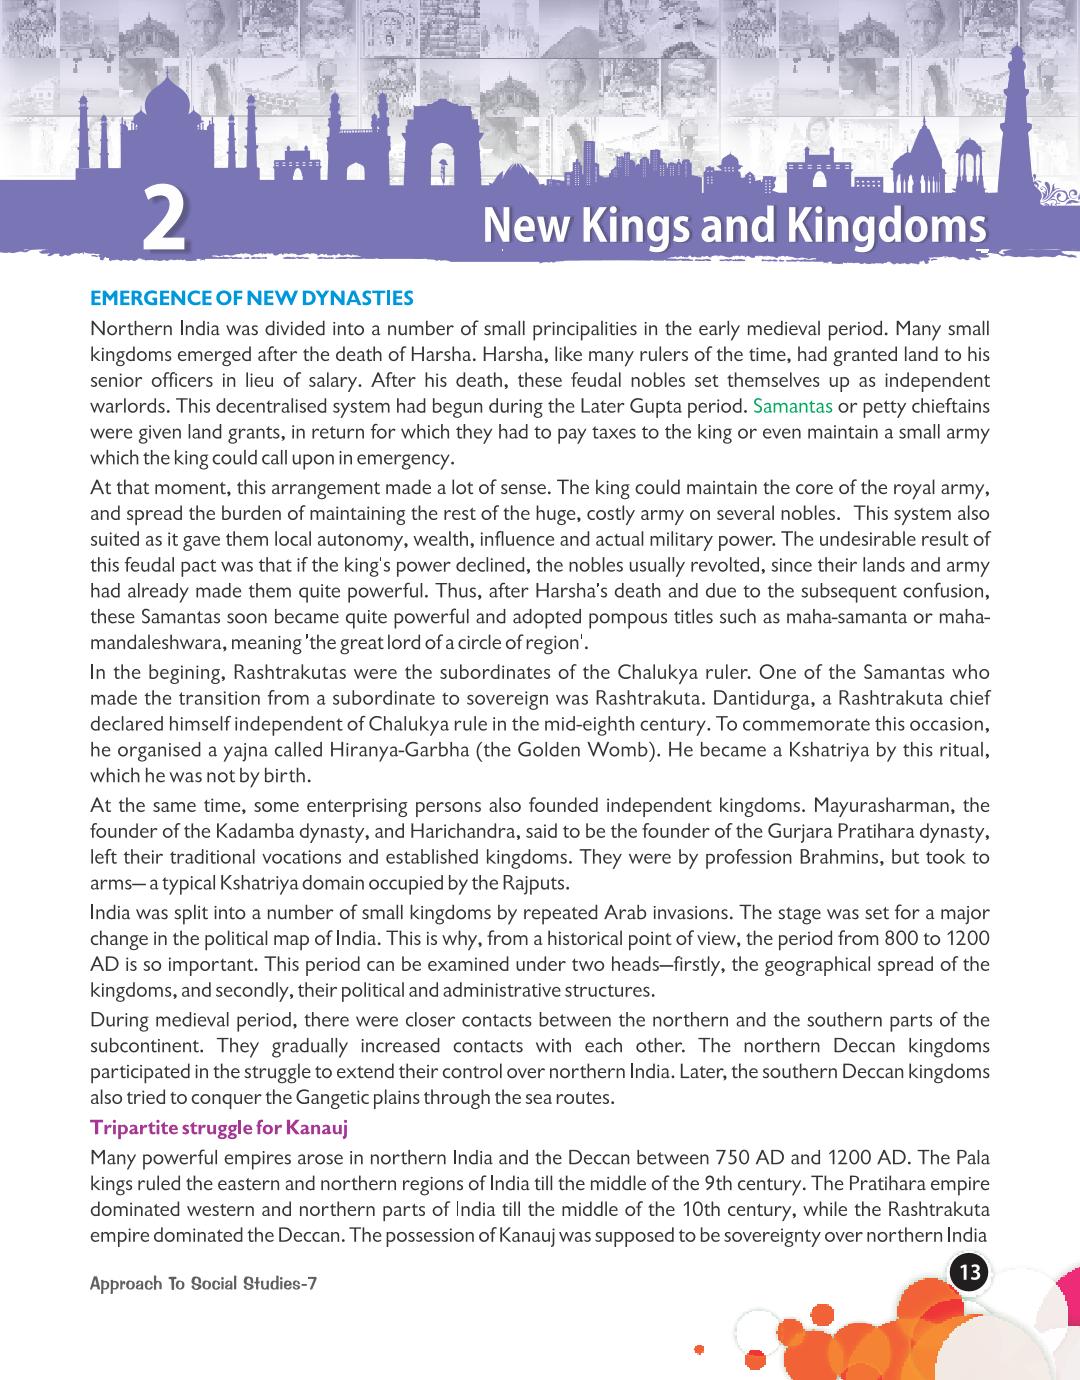 2
New Kings and Kingdoms
EMERGENCE OF NEW DYNASTIES
Northern India was divided into a number of small principalities in the early medieval period. Many small
kingdoms emerged after the death of Harsha. Harsha, like many rulers of the time, had granted land to his
senior officers in lieu of salary. After his death, these feudal nobles set themselves up as independent
warlords. This decentralised system had begun during the Later Gupta period. Samantas or petty chieftains
were given land grants, in return for which they had to pay taxes to the king or even maintain a small army
which the king could call upon in emergency.
At that moment, this arrangement made a lot of sense. The king could maintain the core of the royal army,
and spread the burden of maintaining the rest of the huge, costly army on several nobles.  This system also
suited as it gave them local autonomy, wealth, influence and actual military power. The undesirable result of
this feudal pact was that if the king's power declined, the nobles usually revolted, since their lands and army
had already made them quite powerful. Thus, after Harsha's death and due to the subsequent confusion,
these Samantas soon became quite powerful and adopted pompous titles such as maha-samanta or maha-
mandaleshwara, meaning 'the great lord of a circle of region'.
In the begining, Rashtrakutas were the subordinates of the Chalukya ruler. One of the Samantas who
made the transition from a subordinate to sovereign was Rashtrakuta. Dantidurga, a Rashtrakuta chief
declared himself independent of Chalukya rule in the mid-eighth century. To commemorate this occasion,
he organised a yajna called Hiranya-Garbha (the Golden Womb). He became a Kshatriya by this ritual,
which he was not by birth.
At the same time, some enterprising persons also founded independent kingdoms. Mayurasharman, the
founder of the Kadamba dynasty, and Harichandra, said to be the founder of the Gurjara Pratihara dynasty,
left their traditional vocations and established kingdoms. They were by profession Brahmins, but took to
arms— a typical Kshatriya domain occupied by the Rajputs.
India was split into a number of small kingdoms by repeated Arab invasions. The stage was set for a major
change in the political map of India. This is why, from a historical point of view, the period from 800 to 1200
AD is so important. This period can be examined under two heads—firstly, the geographical spread of the
kingdoms, and secondly, their political and administrative structures.
During medieval period, there were closer contacts between the northern and the southern parts of the
subcontinent. They gradually increased contacts with each other. The northern Deccan kingdoms
participated in the struggle to extend their control over northern India. Later, the southern Deccan kingdoms
also tried to conquer the Gangetic plains through the sea routes.
Tripartite struggle for Kanauj
Many powerful empires arose in northern India and the Deccan between 750 AD and 1200 AD. The Pala
kings ruled the eastern and northern regions of India till the middle of the 9th century. The Pratihara empire
dominated western and northern parts of India till the middle of the 10th century, while the Rashtrakuta
empire dominated the Deccan. The possession of Kanauj was supposed to be sovereignty over northern India
Approach To Social Studies-7
13